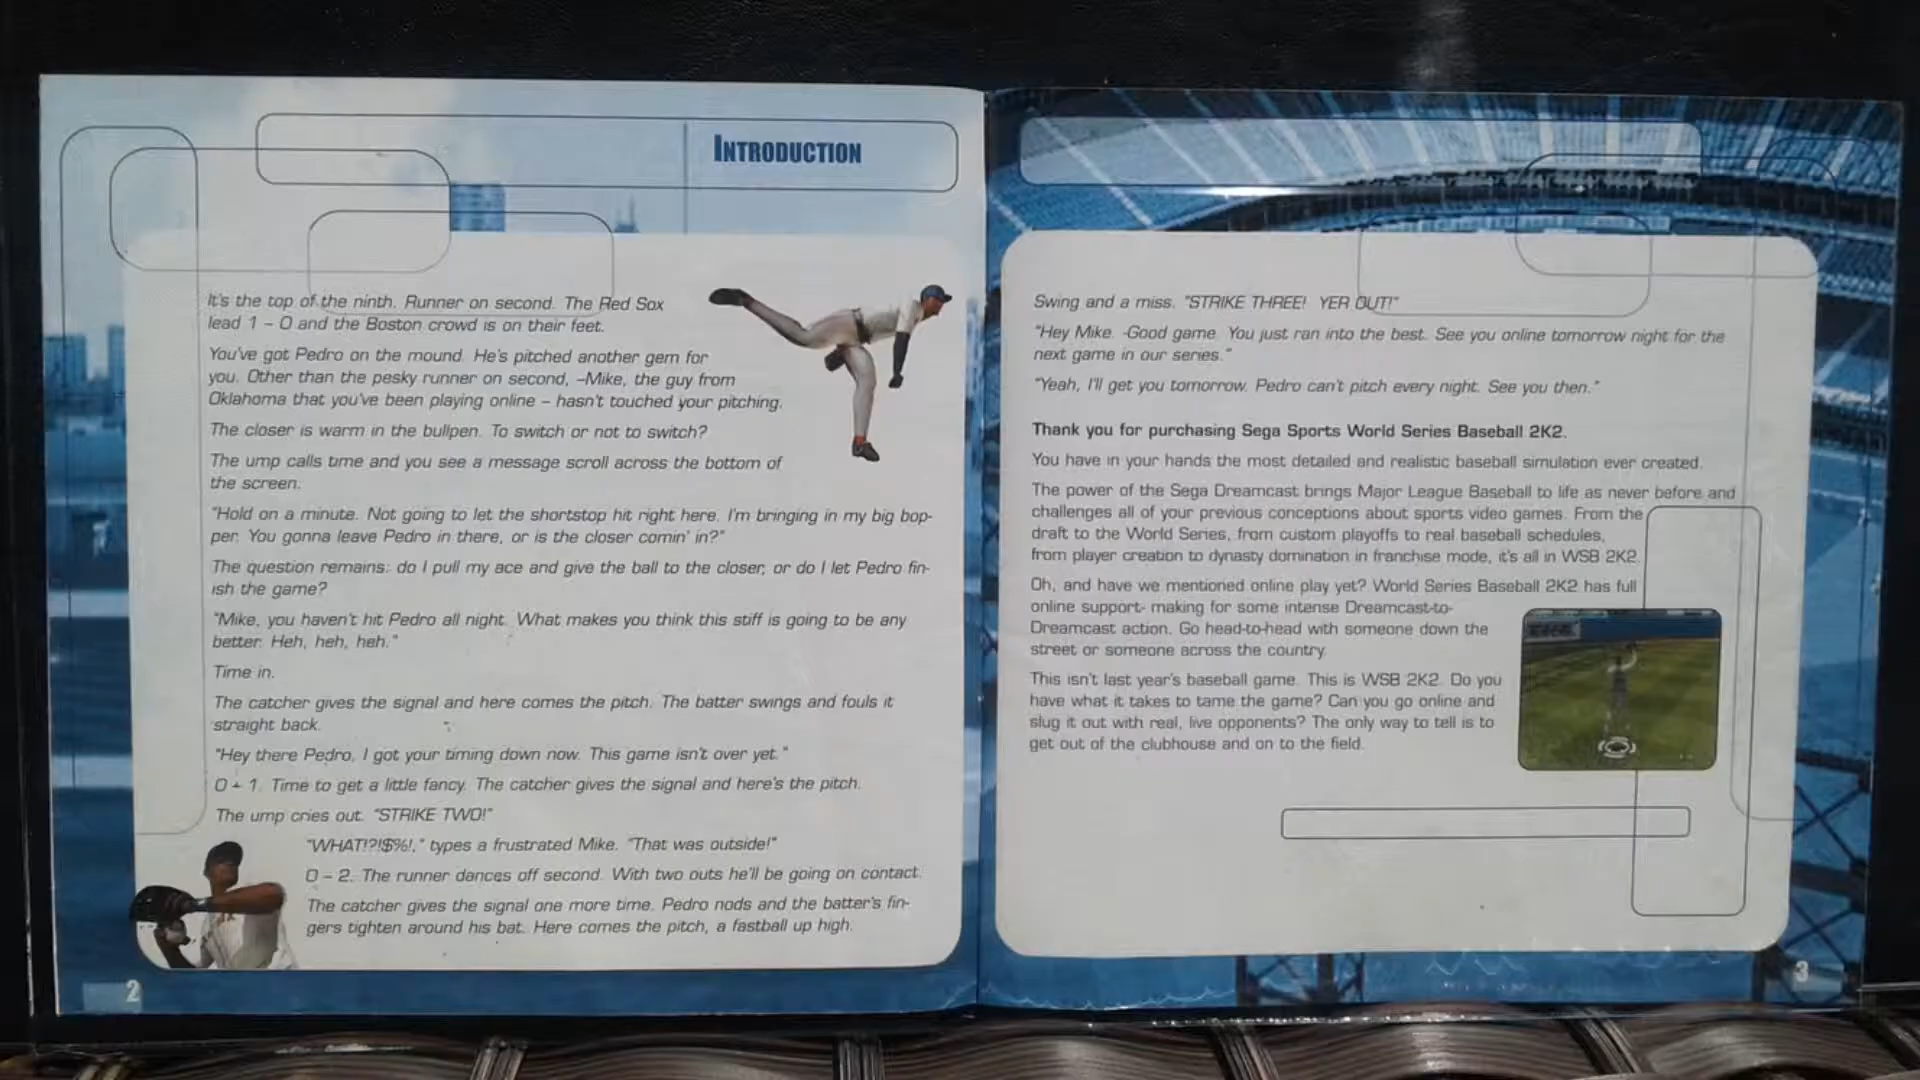 INTRODUCTION
It's the top of the ninth. Runner on second. The Red Sox
lead 1 – 0 and the Boston crowd is on their feet.
You've got Pedro on the mound. He's pitched another gem for
you. Other than the pesky runner on second, –Mike, the guy from
Oklahoma that you've been playing online – hasn't touched your pitching.
The closer is warm in the bullpen. To switch or not to switch?
The ump calls time and you see a message scroll across the bottom of
the screen.
"Hold on a minute. Not going to let the shortstop hit right here. I'm bringing in my big bop-
per. You gonna leave Pedro in there, or is the closer comin' in?"
The question remains: do I pull my ace and give the ball to the closer, or do I let Pedro fin-
ish the game?
"Mike, you haven't hit Pedro all night. What makes you think this stiff is going to be any
better. Heh, heh, heh."
Time in.
The catcher gives the signal and here comes the pitch. The batter swings and fouls it
straight back.
"Hey there Pedro, I got your timing down now. This game isn't over yet."
0 – 1. Time to get a little fancy. The catcher gives the signal and here's the pitch.
The ump cries out. "STRIKE TWO!"
"WHAT!?!$%!," types a frustrated Mike. "That was outside!"
0 – 2. The runner dances off second. With two outs he'll be going on contact.
The catcher gives the signal one more time. Pedro nods and the batter's fin-
gers tighten around his bat. Here comes the pitch, a fastball up high.
2
Swing and a miss. "STRIKE THREE! YER OUT!"
"Hey Mike. -Good game. You just ran into the best. See you online tomorrow night for the
next game in our series."
"Yeah, I'll get you tomorrow. Pedro can't pitch every night. See you then."
Thank you for purchasing Sega Sports World Series Baseball 2K2.
You have in your hands the most detailed and realistic baseball simulation ever created.
The power of the Sega Dreamcast brings Major League Baseball to life as never before and
challenges all of your previous conceptions about sports video games. From the
draft to the World Series, from custom playoffs to real baseball schedules,
from player creation to dynasty domination in franchise mode, it's all in WSB 2K2.
Oh, and have we mentioned online play yet? World Series Baseball 2K2 has full
online support- making for some intense Dreamcast-to-
Dreamcast action. Go head-to-head with someone down the
street or someone across the country.
This isn't last year's baseball game. This is WSB 2K2. Do you
have what it takes to tame the game? Can you go online and
slug it out with real, live opponents? The only way to tell is to
get out of the clubhouse and on to the field.
3